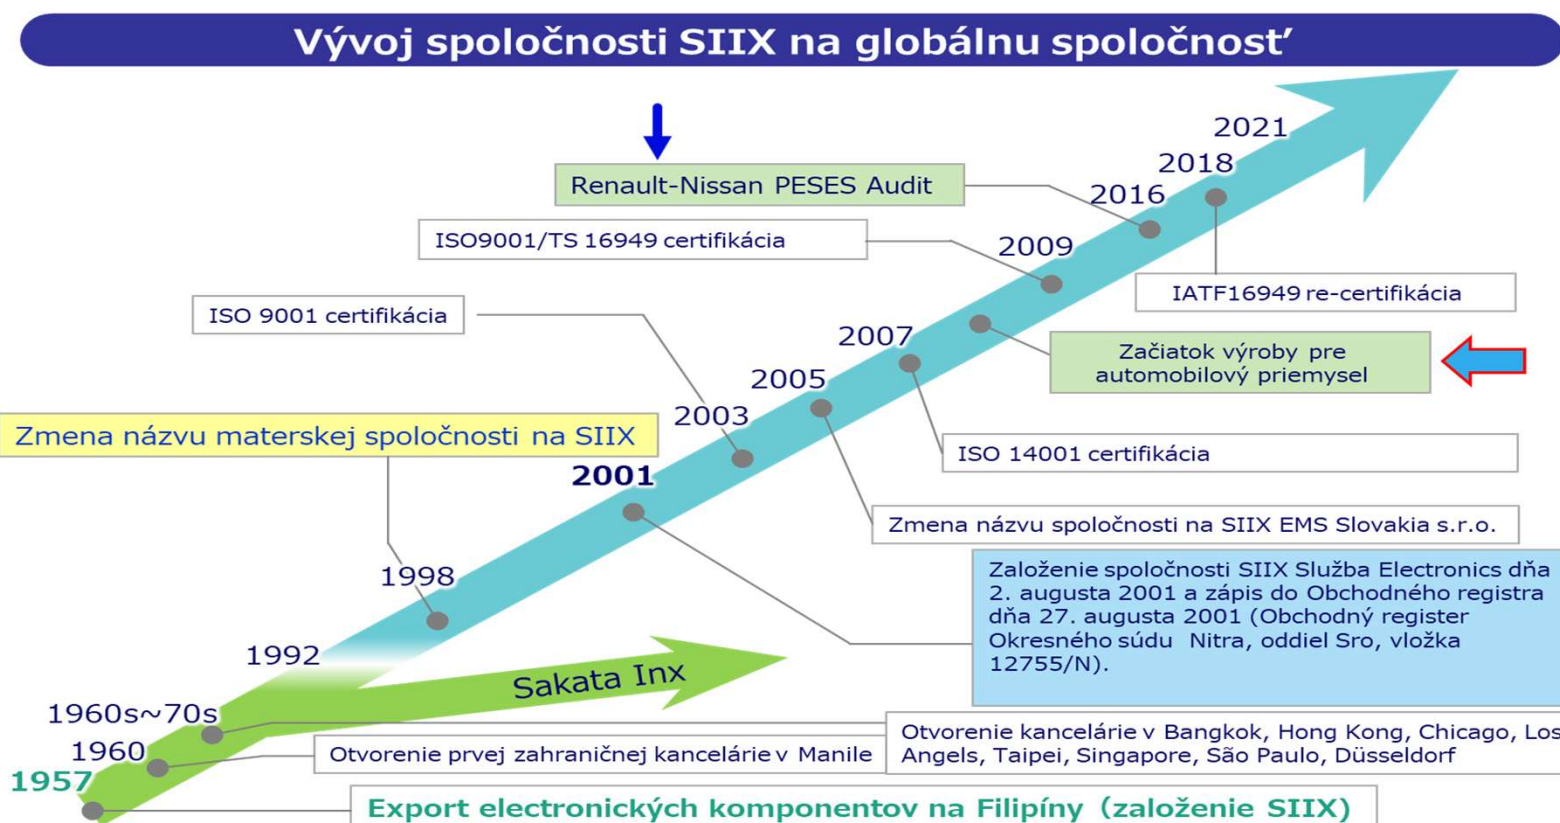 Vývoj spoločnosti SIIX na globálnu spoločnosť
2021
2018
Renault-Nissan PESES Audit
2016
ISO9001/TS 16949 certifikácia
2009
IATF16949 re-certifikácia
ISO 9001 certifikácia
2007
Začiatok výroby pre
automobilový priemysel
2005
2003
Zmena názvu materskej spoločnosti na SIIX
ISO 14001 certifikácia
2001
Zmena názvu spoločnosti na SIIX EMS Slovakia s.r.o.
1998
Založenie spoločnosti SIIX Služba Electronics dňa
2. augusta 2001 a zápis do Obchodného registra
dňa 27. augusta 2001 (Obchodný register
Okresného súdu Nitra, oddiel Sro, vložka
12755/N).
1992
Sakata Inx
1960s~70s
Otvorenie kancelárie v Bangkok, Hong Kong, Chicago, Los
Angels, Taipei, Singapore, São Paulo, Düsseldorf
1960
Otvorenie prvej zahraničnej kancelárie v Manile
1957
Export electronických komponentov na Filipíny (založenie SIIX)